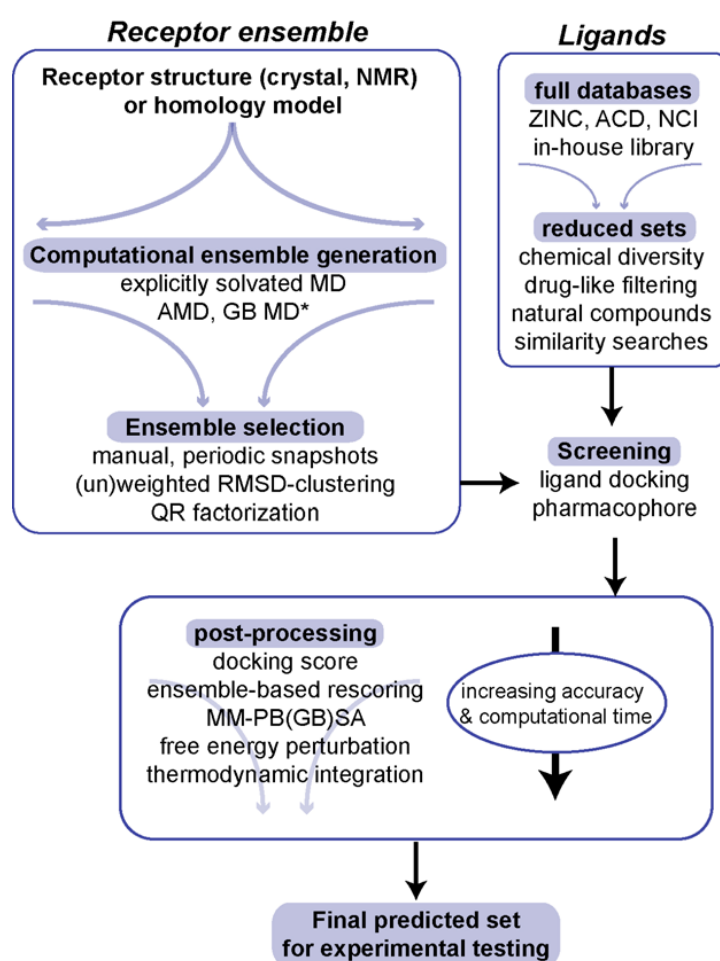 Receptor ensemble
Receptor structure (crystal, NMR)
or homology model
Computational ensemble generation
explicitly solvated MD
AMD, GB MD*
Ensemble selection
manual, periodic snapshots
(un)weighted RMSD-clustering
QR factorization
Ligands
full databases
ZINC, ACD, NCI
in-house library
reduced sets
chemical diversity
drug-like filtering
natural compounds
similarity searches
Screening
ligand docking
pharmacophore
post-processing
docking score
ensemble-based rescoring
MM-PB(GB)SA
free energy perturbation
thermodynamic integration
increasing accuracy
& computational time
Final predicted set
for experimental testing